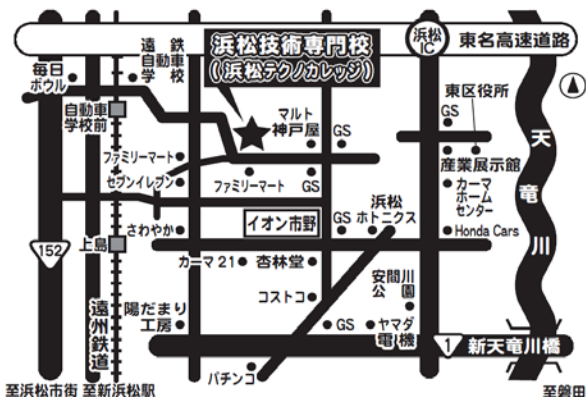 浜松技術専門校
(浜松テクノカレッジ)
浜松
IC
東名高速道路
遠鉄
自動車
学校
毎日
ボウル
自動車
学校前
マルト
神戸屋
GS
GS
東区役所
産業展示館
天竜川
ファミリーマート
セブンイレブン
ファミリーマート
GS
カーマ
ホーム
センター
浜松
ホトニクス
さわやか
イオン市野
GS
Honda Cars
上島
152
カーマ21
杏林堂
安間川
公園
コストコ
遠州鉄道
陽だまり
工房
GS
ヤマダ
電機
1
新天竜川橋
パチンコ
至浜松市街
至新浜松駅
至磐田